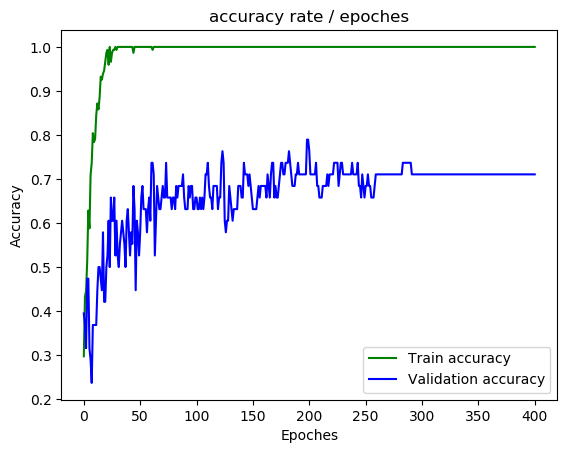 accuracy rate / epoches
1.0
0.9
0.8
0.7
0.6
0.5
0.4
0.3
0.2
Accuracy
Train accuracy
Validation accuracy
0 50 100 150 200 250 300 350 400
Epoches